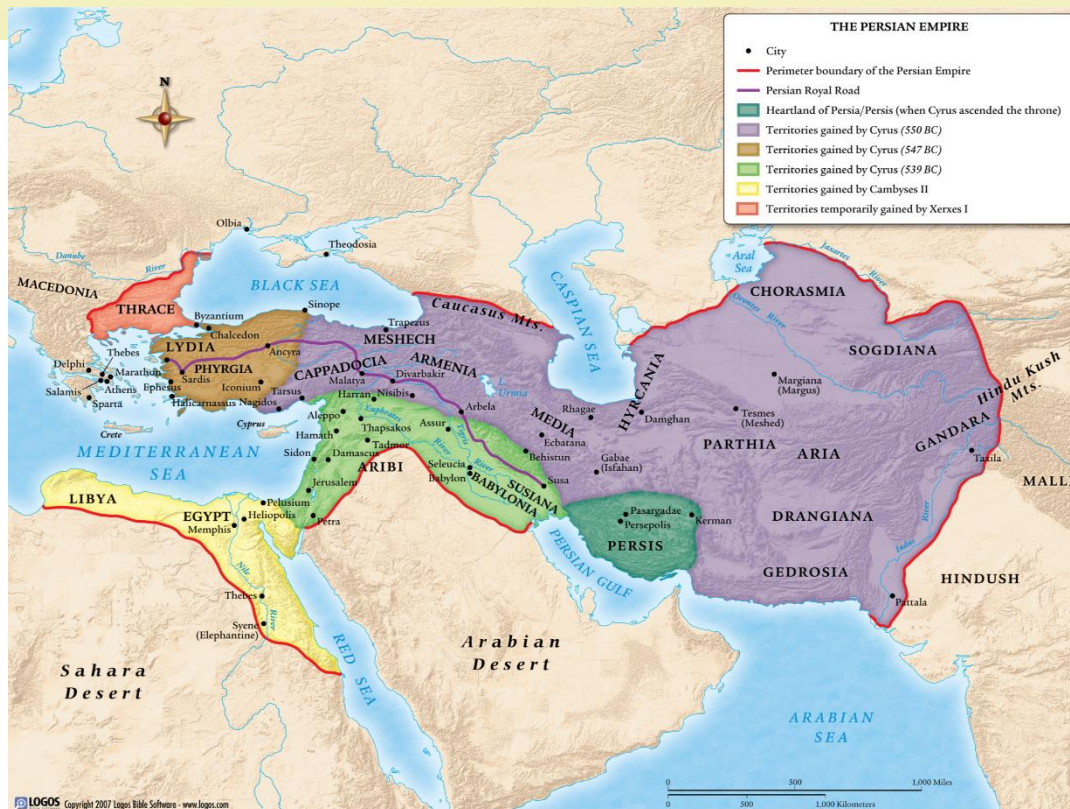 THE PERSIAN EMPIRE
City
Perimeter boundary of the Persian Empire
Persian Royal Road
Heartland of Persia/Persis (when Cyrus ascended the throne)
Territories gained by Cyrus (550 BC)
Territories gained by Cyrus (547 BC)
Territories gained by Cyrus (539 BC)
Territories gained by Cambyses II
Territories temporarily gained by Xerxes I
N
Olbia
Theodosia
Danube
River
MACEDONIA
BLACK SEA
THRACE
Byzantium
Chalcedon
Sinope
Trapezus
Caucasus Mts.
CASPIAN SEA
Aral
Sea
Jaxartes River
CHORASMIA
Oronites River
SOGDIANA
Hindu Kush
Mts.
Thebes
Delphi
Marathon
Salamis
Athens
Sparta
LYDIA
PHRYGIA
Sardis
Ephesus
Iconium
Halicarnassus
Nagidos
Ancyra
MESHECH
CAPPADOCIA
ARMENIA
Malatya
Divarbakir
Tarsus
Harran
Nisibis
L.
Urmia
Crete
Cyprus
MEDITERRANEAN
SEA
Aleppo
Euphrates
Thapsakos
Hamath
Tadmor
Sidon
Damascus
Assur
Tigris
Arbela
River
River
MEDIA
Rhagae
Ecbatana
Behistun
Gabae
(Isfahan)
HYRCANIA
Damghan
Margiana
(Margus)
Tesmes
(Meshed)
PARTHIA
ARIA
GANDARA
Taxila
MALLI
ARIBI
Seleucia
Babylon
BABYLONIA
SUSIANA
Susa
Jerusalem
Petra
Pelusium
LIBYA
EGYPT
Heliopolis
Memphis
Nile
River
Thebes
Syene
(Elephantine)
Pasargadae
Persepolis
Kerman
PERSIS
PERSIAN GULF
DRANGIANA
GEDROSIA
Indus
River
Pattala
HINDUSH
Sahara
Desert
RED SEA
Arabian
Desert
ARABIAN
SEA
0 500 1,000 Miles
0 500 1,000 Kilometers
LOGOS Copyright 2007 Logos Bible Software - www.logos.com